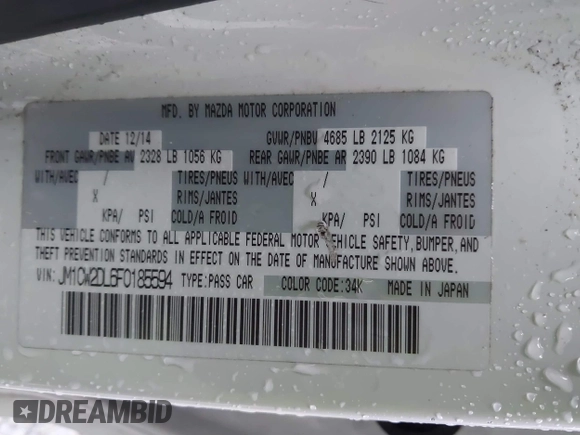 MFD. BY MAZDA MOTOR CORPORATION
DATE 12/14 GVWR/PNBV 4685 LB 2125 KG
FRONT GAWR/PNBE AV 2328 LB 1056 KG REAR GAWR/PNBE AR 2390 LB 1084 KG
WITH/AVEC / TIRES/PNEUS WITH/AVEC / TIRES/PNEUS
X RIMS/JANTES X RIMS/JANTES
KPA/ PSI COLD/A FROID KPA/ PSI COLD/A FROID
THIS VEHICLE CONFORMS TO ALL APPLICABLE FEDERAL MOTOR VEHICLE SAFETY, BUMPER, AND
THEFT PREVENTION STANDARDS IN EFFECT ON THE DATE OF MANUFACTURE SHOWN ABOVE.
VIN: JM1CW2DL6F0185594 TYPE:PASS CAR COLOR CODE:34K MADE IN JAPAN
DREAMBID